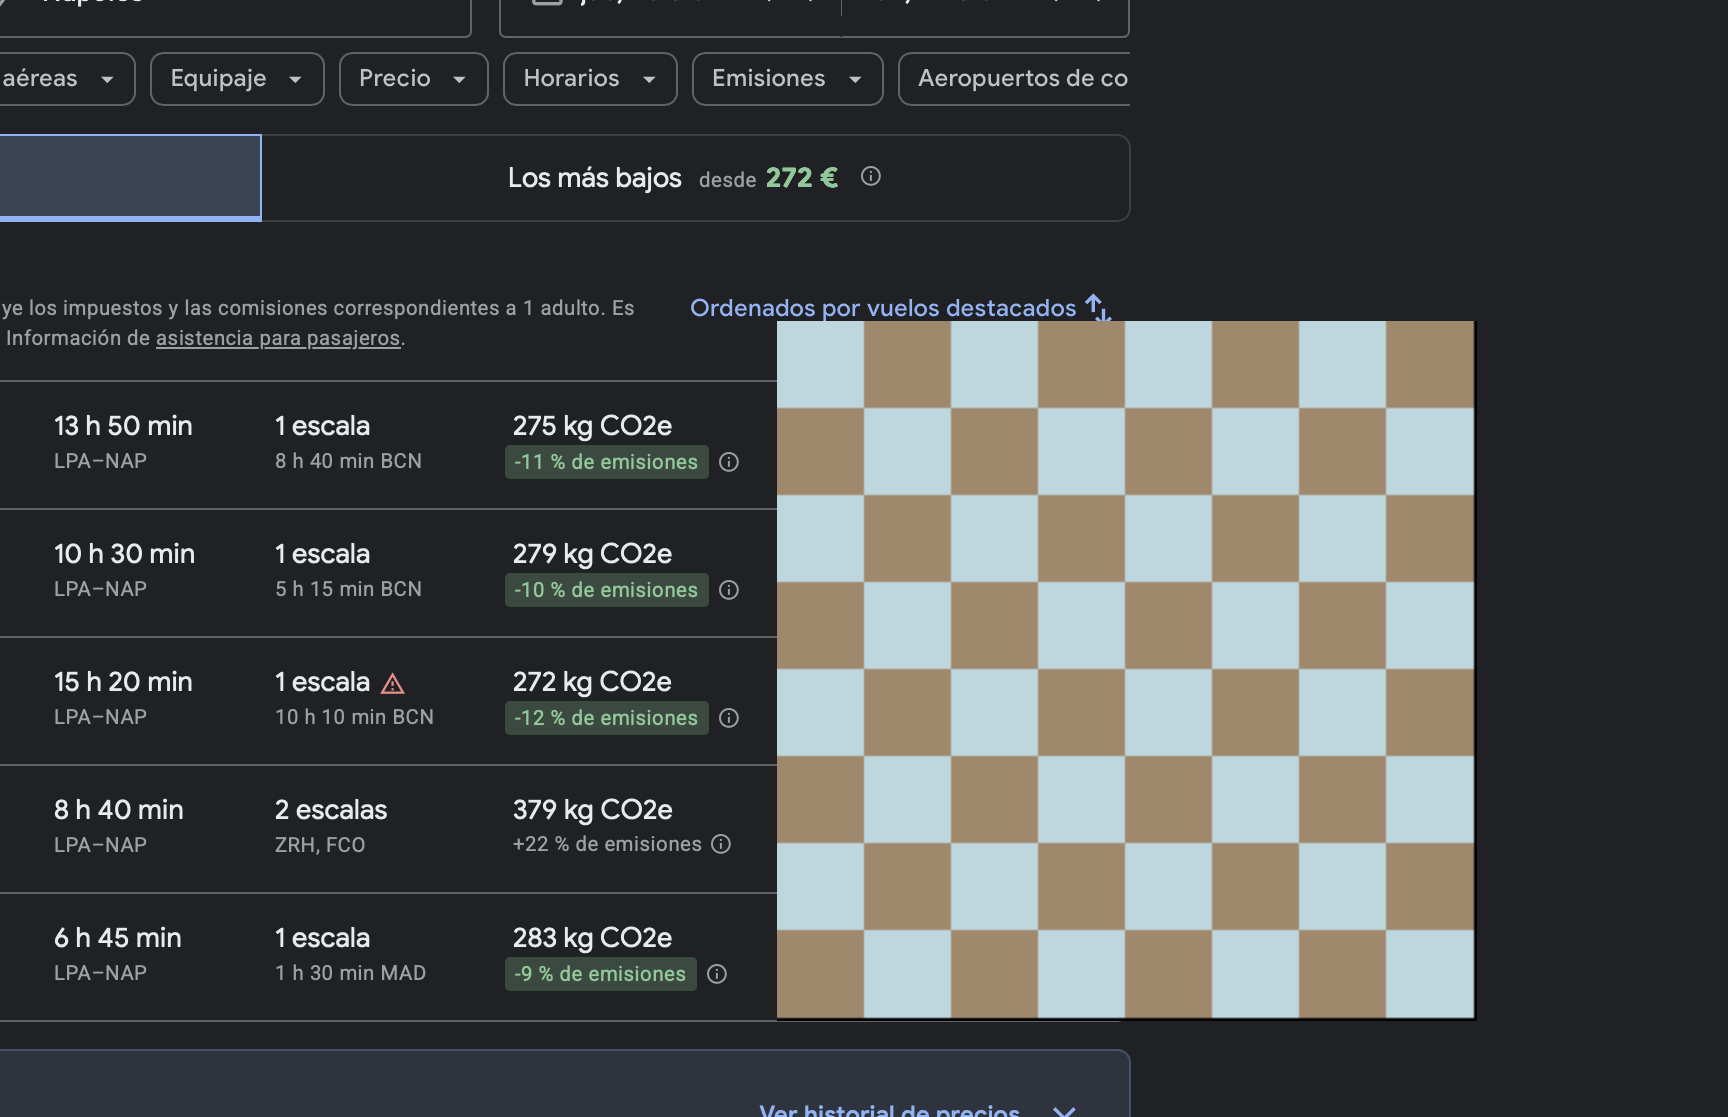 aéreas
Equipaje
Precio
Horarios
Emisiones
Aeropuertos de co
Los más bajos desde 272 €
ye los impuestos y las comisiones correspondientes a 1 adulto. Es
Información de asistencia para pasajeros.
Ordenados por vuelos destacados
13 h 50 min 1 escala 275 kg CO2e
LPA–NAP 8 h 40 min BCN -11 % de emisiones
10 h 30 min 1 escala 279 kg CO2e
LPA–NAP 5 h 15 min BCN -10 % de emisiones
15 h 20 min 1 escala 272 kg CO2e
LPA–NAP 10 h 10 min BCN -12 % de emisiones
8 h 40 min 2 escalas 379 kg CO2e
LPA–NAP ZRH, FCO +22 % de emisiones
6 h 45 min 1 escala 283 kg CO2e
LPA–NAP 1 h 30 min MAD -9 % de emisiones
Ver historial de precios